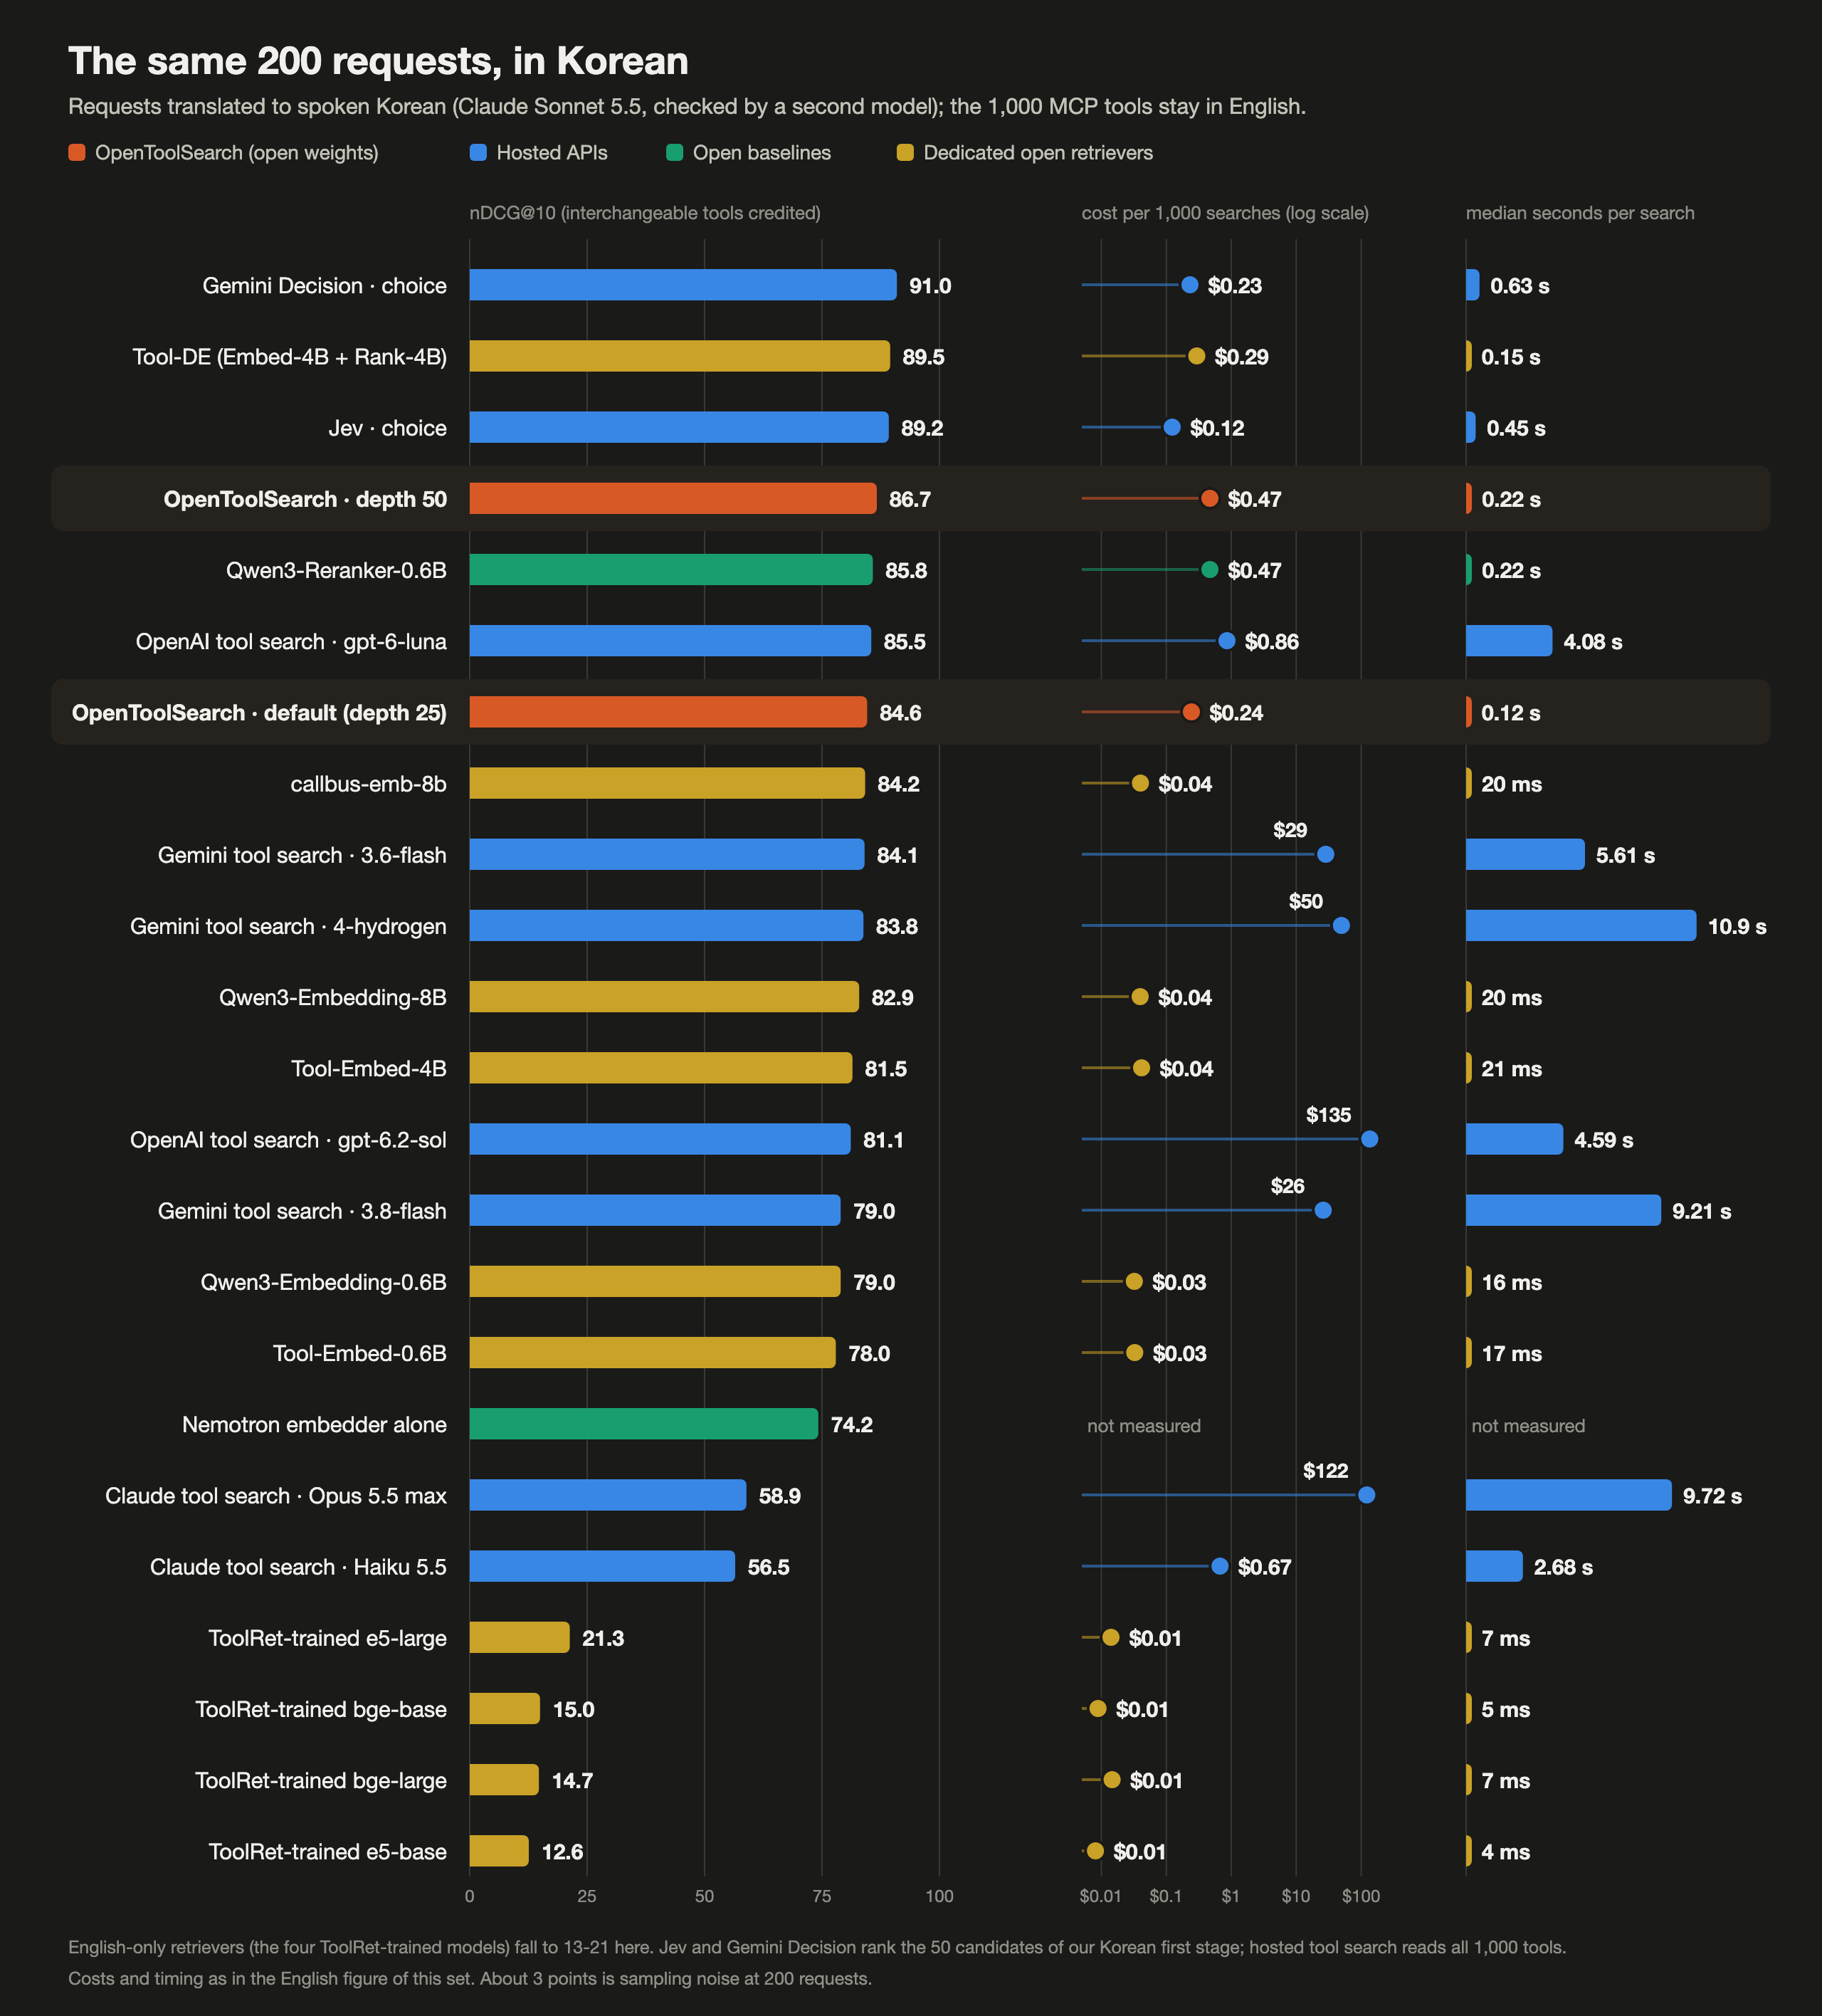 The same 200 requests, in Korean
Requests translated to spoken Korean (Claude Sonnet 5.5, checked by a second model); the 1,000 MCP tools stay in English.
OpenToolSearch (open weights) Hosted APIs Open baselines Dedicated open retrievers
nDCG@10 (interchangeable tools credited) cost per 1,000 searches (log scale) median seconds per search
Gemini Decision · choice 91.0 $0.23 0.63 s
Tool-DE (Embed-4B + Rank-4B) 89.5 $0.29 0.15 s
Jev · choice 89.2 $0.12 0.45 s
OpenToolSearch · depth 50 86.7 $0.47 0.22 s
Qwen3-Reranker-0.6B 85.8 $0.47 0.22 s
OpenAI tool search · gpt-6-luna 85.5 $0.86 4.08 s
OpenToolSearch · default (depth 25) 84.6 $0.24 0.12 s
callbus-emb-8b 84.2 $0.04 20 ms
Gemini tool search · 3.6-flash 84.1 $29 5.61 s
Gemini tool search · 4-hydrogen 83.8 $50 10.9 s
Qwen3-Embedding-8B 82.9 $0.04 20 ms
Tool-Embed-4B 81.5 $0.04 21 ms
OpenAI tool search · gpt-6.2-sol 81.1 $135 4.59 s
Gemini tool search · 3.8-flash 79.0 $26 9.21 s
Qwen3-Embedding-0.6B 79.0 $0.03 16 ms
Tool-Embed-0.6B 78.0 $0.03 17 ms
Nemotron embedder alone 74.2 not measured not measured
Claude tool search · Opus 5.5 max 58.9 $122 9.72 s
Claude tool search · Haiku 5.5 56.5 $0.67 2.68 s
ToolRet-trained e5-large 21.3 $0.01 7 ms
ToolRet-trained bge-base 15.0 $0.01 5 ms
ToolRet-trained bge-large 14.7 $0.01 7 ms
ToolRet-trained e5-base 12.6 $0.01 4 ms
0 25 50 75 100 $0.01 $0.1 $1 $10 $100
English-only retrievers (the four ToolRet-trained models) fall to 13-21 here. Jev and Gemini Decision rank the 50 candidates of our Korean first stage; hosted tool search reads all 1,000 tools.
Costs and timing as in the English figure of this set. About 3 points is sampling noise at 200 requests.